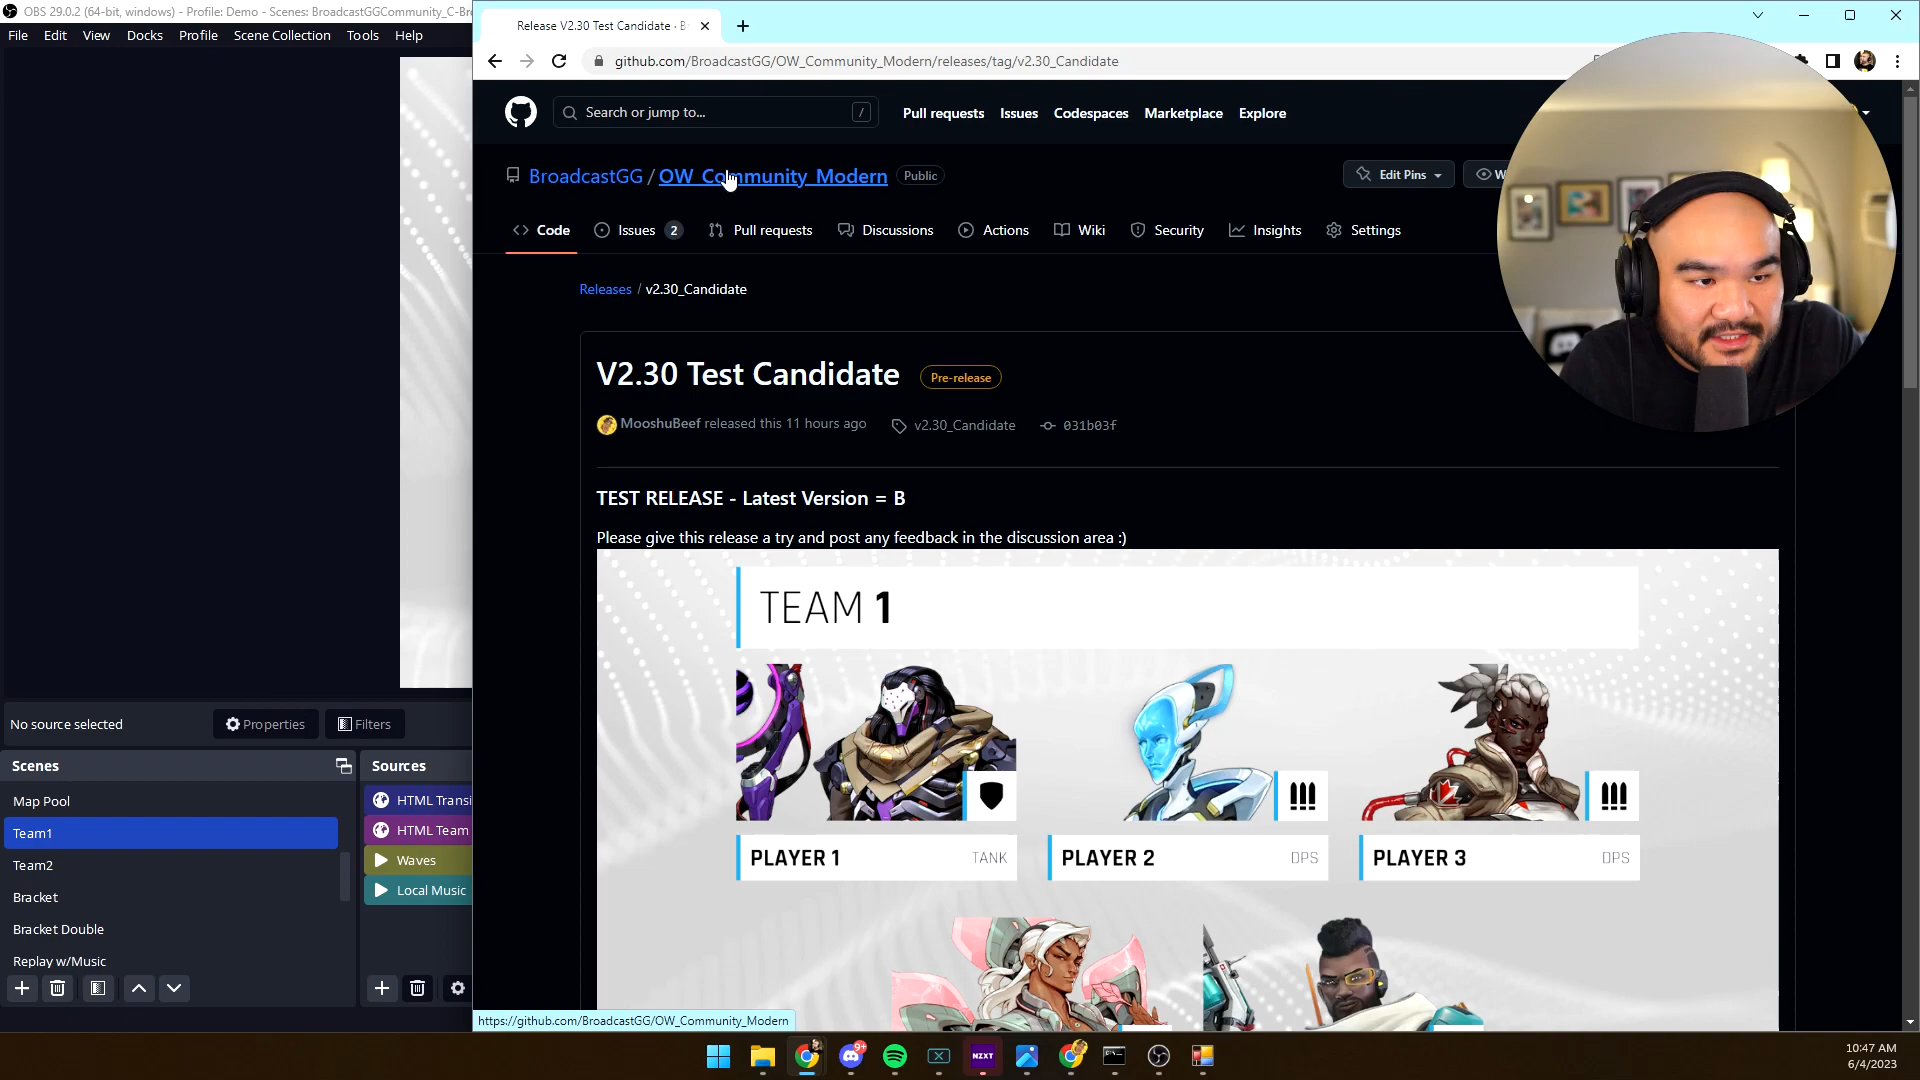 OBS 29.0.2 (64-bit, windows) - Profile: Demo - Scenes: BroadcastGGCommunity_C-Br
File Edit View Docks Profile Scene Collection Tools Help
Release V2.30 Test Candidate · B
github.com/BroadcastGG/OW_Community_Modern/releases/tag/v2.30_Candidate
Search or jump to... /
Pull requests Issues Codespaces Marketplace Explore
BroadcastGG / OW_Community_Modern Public
Edit Pins
W
Code Issues 2 Pull requests Discussions Actions Wiki Security Insights Settings
Releases / v2.30_Candidate
V2.30 Test Candidate Pre-release
MooshuBeef released this 11 hours ago v2.30_Candidate 031b03f
TEST RELEASE - Latest Version = B
Please give this release a try and post any feedback in the discussion area :)
TEAM 1
PLAYER 1 TANK
PLAYER 2 DPS
PLAYER 3 DPS
No source selected Properties Filters
Scenes
Map Pool
Team1
Team2
Bracket
Bracket Double
Replay w/Music
Sources
HTML Transi
HTML Team
Waves
Local Music
https://github.com/BroadcastGG/OW_Community_Modern
9+
NZXT
10:47 AM
6/4/2023